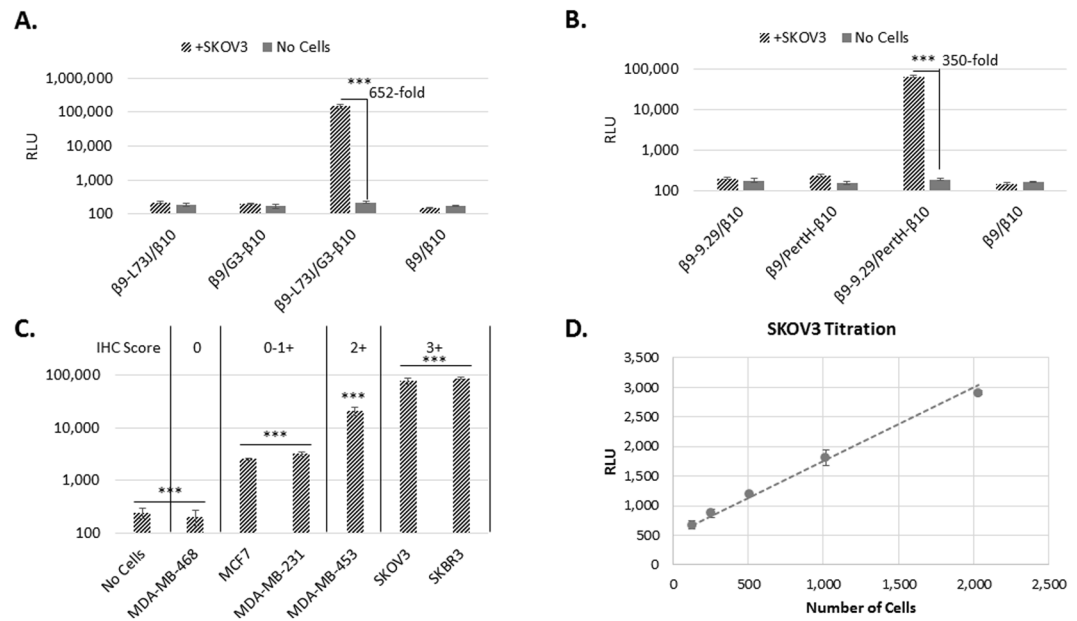 A.
+SKOV3 No Cells
RLU
1,000,000
100,000
10,000
1,000
100
***
652-fold
β9-L73J/β10
β9/G3-β10
β9-L73J/G3-β10
β9/β10
B.
+SKOV3 No Cells
RLU
100,000
10,000
1,000
100
*** 350-fold
β9-9.29/β10
β9/PertH-β10
β9-9.29/PertH-β10
β9/β10
C.
IHC Score 0 0-1+ 2+ 3+
100,000
10,000
1,000
100
***
***
***
***
No Cells
MDA-MB-468
MCF7
MDA-MB-231
MDA-MB-453
SKOV3
SKBR3
D.
SKOV3 Titration
RLU
3,500
3,000
2,500
2,000
1,500
1,000
500
0
0 500 1,000 1,500 2,000 2,500
Number of Cells